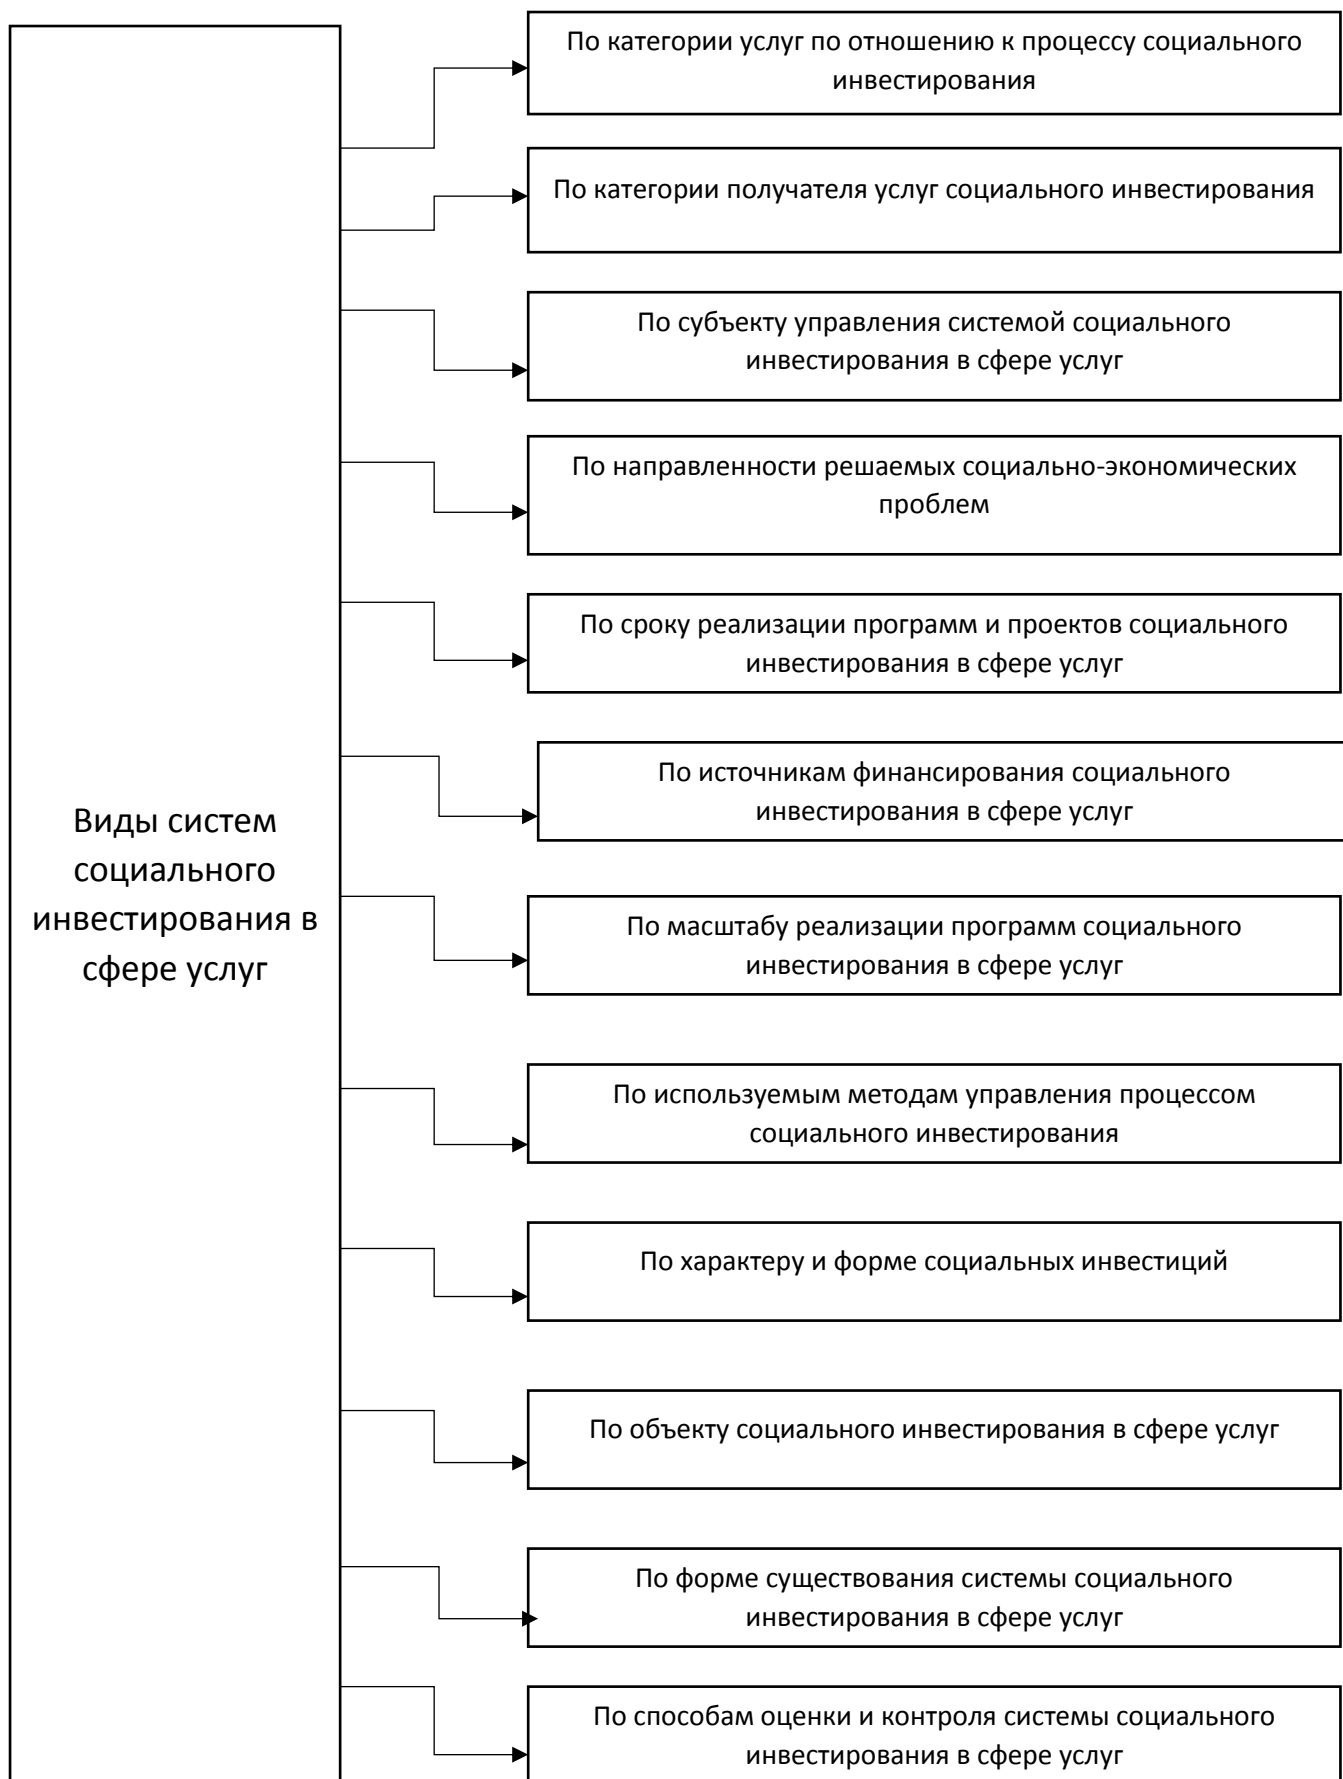 Виды систем
социального
инвестирования в
сфере услуг
По категории услуг по отношению к процессу социального
инвестирования
По категории получателя услуг социального инвестирования
По субъекту управления системой социального
инвестирования в сфере услуг
По направленности решаемых социально-экономических
проблем
По сроку реализации программ и проектов социального
инвестирования в сфере услуг
По источникам финансирования социального
инвестирования в сфере услуг
По масштабу реализации программ социального
инвестирования в сфере услуг
По используемым методам управления процессом
социального инвестирования
По характеру и форме социальных инвестиций
По объекту социального инвестирования в сфере услуг
По форме существования системы социального
инвестирования в сфере услуг
По способам оценки и контроля системы социального
инвестирования в сфере услуг